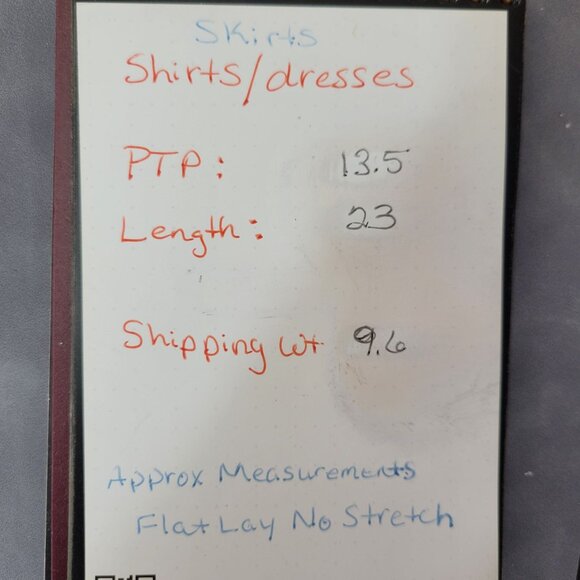 Skirts
Shirts/dresses
PTP: 13.5
Length: 23
Shipping Wt 9.6
Approx Measurements
Flat Lay No Stretch